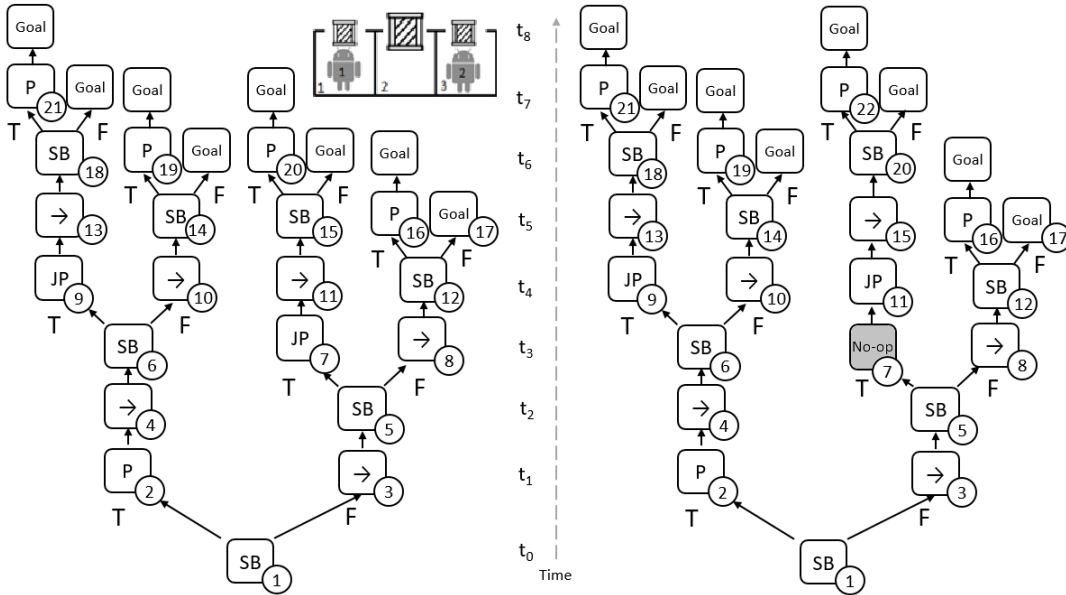 Goal
P
21
Goal
Goal
Goal
T
F
SB
18
P
19
Goal
P
20
Goal
Goal
T
F
T
F
→
13
SB
14
SB
15
P
16
Goal
17
T
F
JP
9
→
10
→
11
SB
12
T
F
SB
6
JP
7
→
8
T
F
→
4
SB
5
P
2
→
3
T
F
SB
1
1
2
1
2
3
t8
t7
t6
t5
t4
t3
t2
t1
t0
Time
Goal
Goal
P
21
Goal
Goal
P
22
Goal
T
F
T
F
SB
18
P
19
Goal
SB
20
Goal
T
F
→
13
SB
14
→
15
P
16
Goal
17
T
F
JP
9
→
10
JP
11
SB
12
T
F
SB
6
No-op
7
→
8
T
F
→
4
SB
5
P
2
→
3
T
F
SB
1